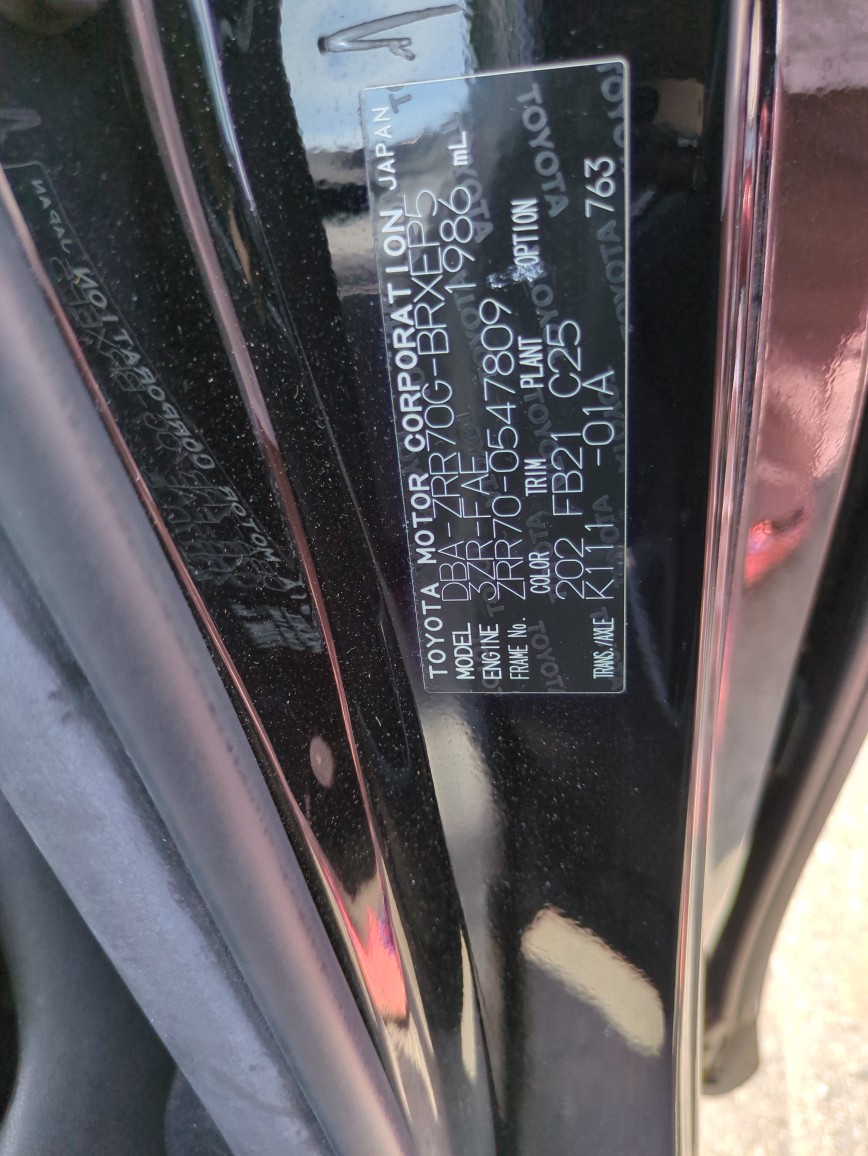 TOYOTA MOTOR CORPORATION JAPAN
MODEL DBA-ZRR70G-BRXEP5
ENGINE 3ZR-FAE 1986 mL
FRAME No. ZRR70-0547809
COLOR TRIM PLANT OPTION
202 FB21 C25
TRANS./AXLE K111 -01A 763